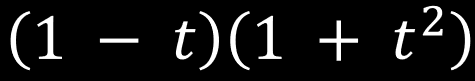 (1 − t)(1 + t²)